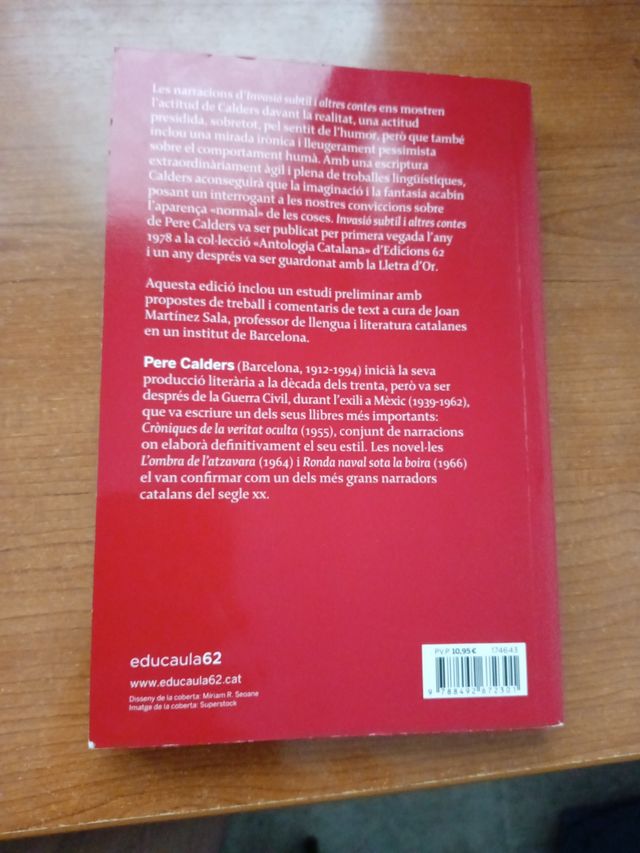 Les narracions d'Invasió subtil i altres contes ens mostren
l'actitud de Calders davant la realitat, una actitud
presidida, sobretot, pel sentit de l'humor, però que també
inclou una mirada irònica i lleugerament pessimista
sobre el comportament humà. Amb una escriptura
extraordinàriament àgil i plena de troballes lingüístiques,
Calders aconseguirà que la imaginació i la fantasia acabin
posant un interrogant a les nostres conviccions sobre
l'aparença «normal» de les coses. Invasió subtil i altres contes
de Pere Calders va ser publicat per primera vegada l'any
1978 a la col·lecció «Antologia Catalana» d'Edicions 62
i un any després va ser guardonat amb la Lletra d'Or.
Aquesta edició inclou un estudi preliminar amb
propostes de treball i comentaris de text a cura de Joan
Martínez Sala, professor de llengua i literatura catalanes
en un institut de Barcelona.
Pere Calders (Barcelona, 1912-1994) inicià la seva
producció literària a la dècada dels trenta, però va ser
després de la Guerra Civil, durant l'exili a Mèxic (1939-1962),
que va escriure un dels seus llibres més importants:
Cròniques de la veritat oculta (1955), conjunt de narracions
on elaborà definitivament el seu estil. Les novel·les
L'ombra de l'atzavara (1964) i Ronda naval sota la boira (1966)
el van confirmar com un dels més grans narradors
catalans del segle XX.
educaula62
www.educaula62.cat
Disseny de la coberta: Míriam R. Seoane
Imatge de la coberta: Superstock
PV.P 10,95 € 174643
9 788492 672301